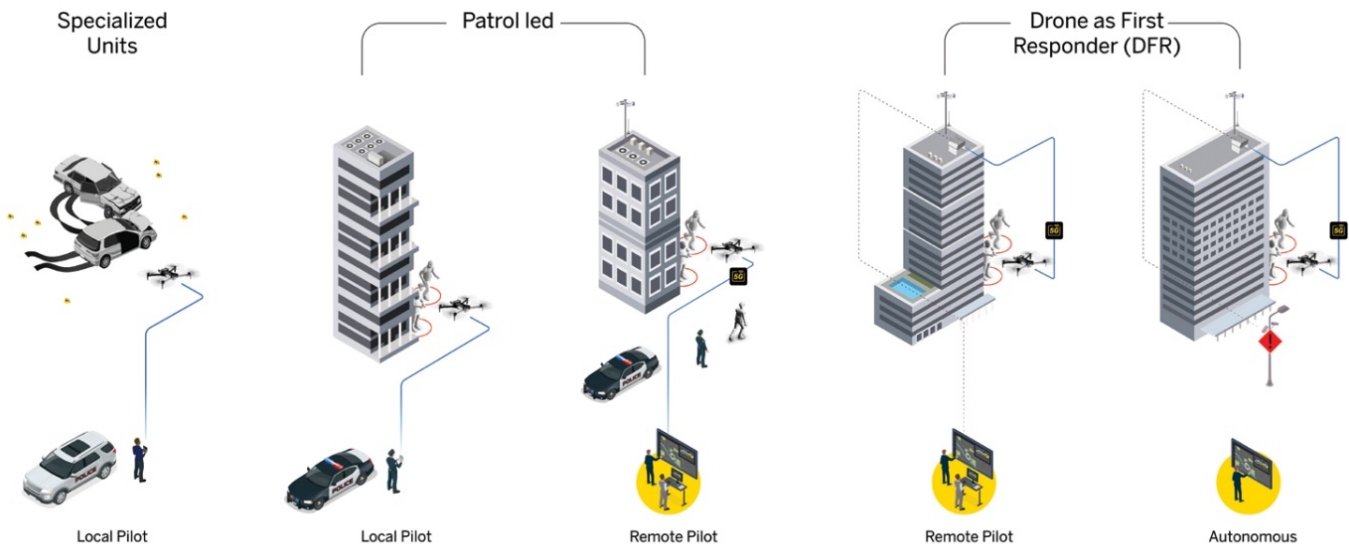 Specialized
Units
Patrol led
Drone as First
Responder (DFR)
5G
5G
5G
POLICE
POLICE
POLICE
Local Pilot
Local Pilot
Remote Pilot
Remote Pilot
Autonomous